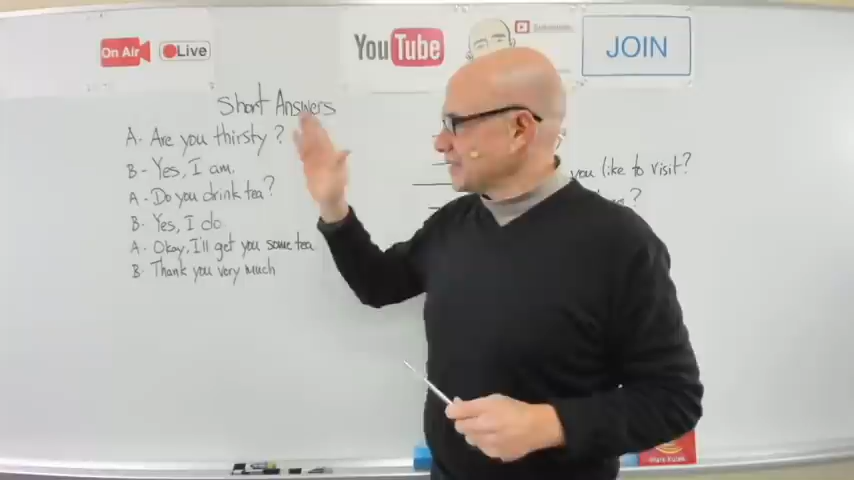 On Air
Live
YouTube
Subscribe
JOIN
Short Answers
A- Are you thirsty?
B- Yes, I am.
A- Do you drink tea?
B- Yes, I do
A- Okay, I'll get you some tea
B- Thank you very much
you like to visit?
?